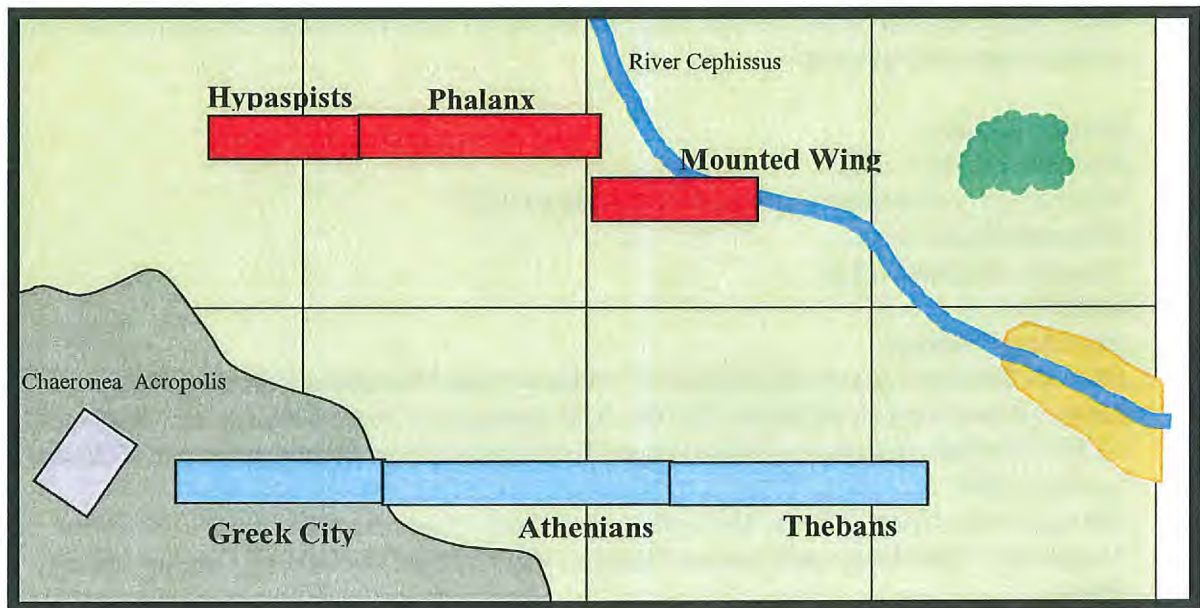 River Cephissus
Hypaspists
Phalanx
Mounted Wing
Chaeronea Acropolis
Greek City
Athenians
Thebans